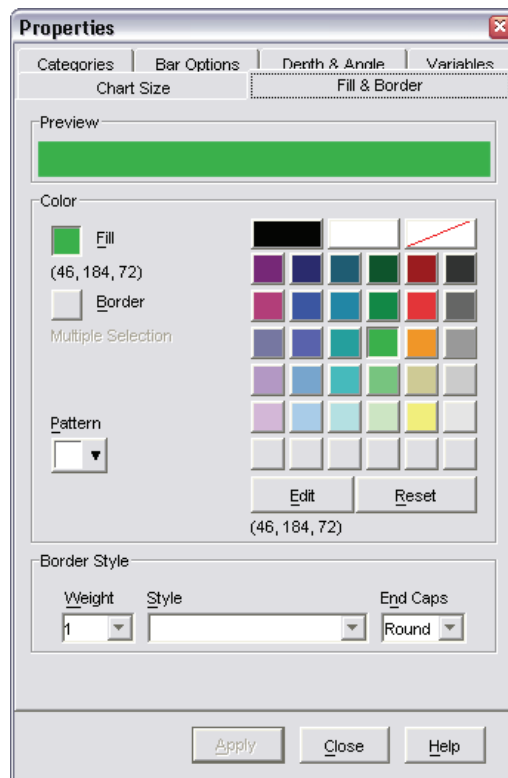 Properties
Categories Bar Options Depth & Angle Variables
Chart Size Fill & Border
Preview
Color
Fill
(46, 184, 72)
Border
Multiple Selection
Pattern
Edit Reset
(46, 184, 72)
Border Style
Weight Style End Caps
1 Round
Apply Close Help